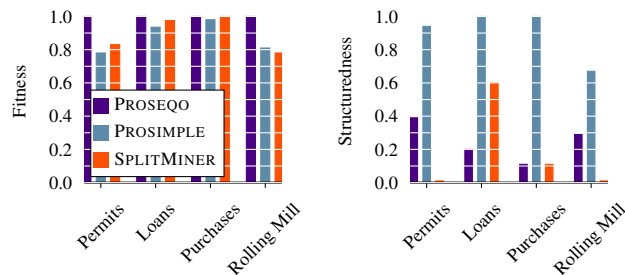 Fitness
1.0
0.8
0.6
0.4
0.2
0.0
PROSEQO
PROSIMPLE
SPLITMINER
Permits
Loans
Purchases
Rolling Mill
Structuredness
1.0
0.8
0.6
0.4
0.2
0.0
Permits
Loans
Purchases
Rolling Mill